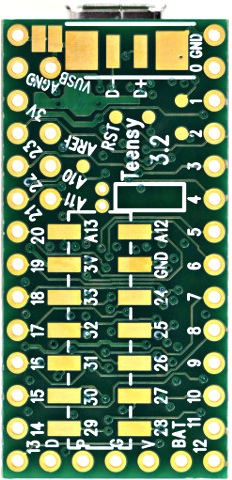 GND
D-
D+
VUSB
AGND
0
3V
1
RST
Teensy
3.2
AREF
2
23
A10
3
22
A11
4
21
20
A13
A12
5
19
3V
GND
6
18
33
24
7
17
32
25
8
16
31
26
9
15
30
27
10
14
29
28
11
13
D
P
G
V
BAT
12